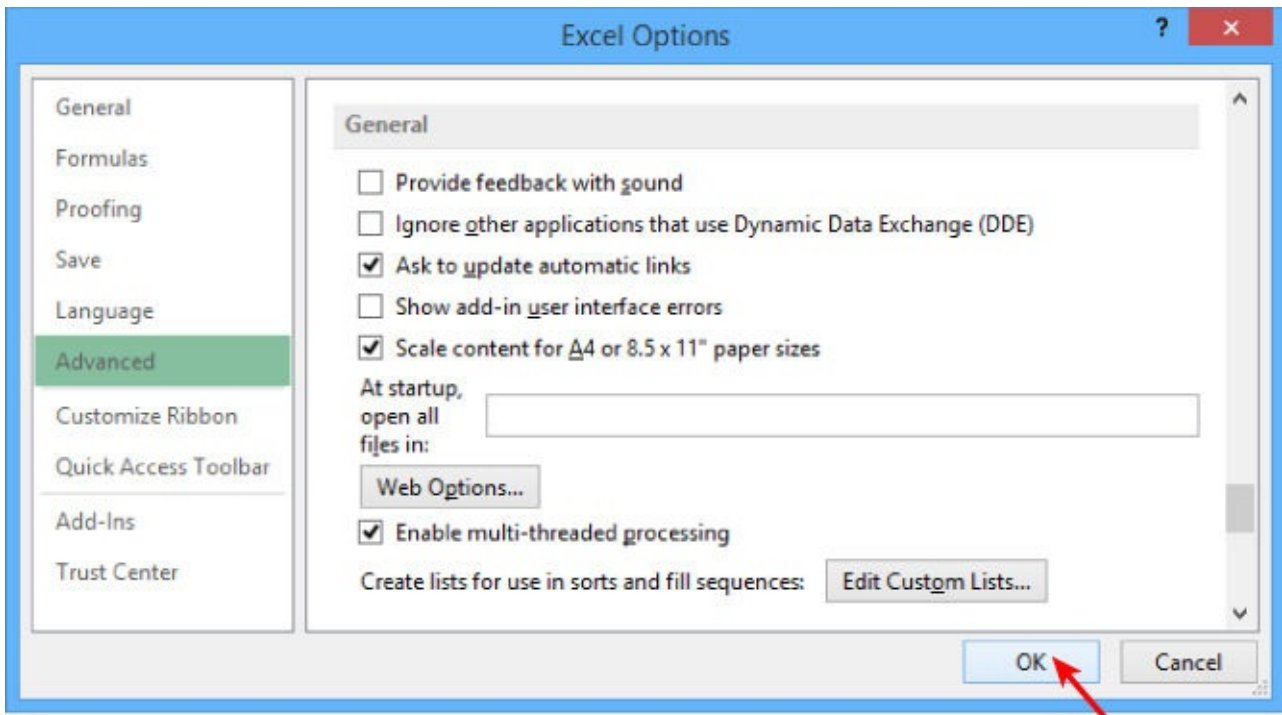 Excel Options
?
General
Formulas
Proofing
Save
Language
Advanced
Customize Ribbon
Quick Access Toolbar
Add-Ins
Trust Center
General
Provide feedback with sound
Ignore other applications that use Dynamic Data Exchange (DDE)
Ask to update automatic links
Show add-in user interface errors
Scale content for A4 or 8.5 x 11" paper sizes
At startup,
open all
files in:
Web Options...
Enable multi-threaded processing
Create lists for use in sorts and fill sequences: Edit Custom Lists...
OK Cancel